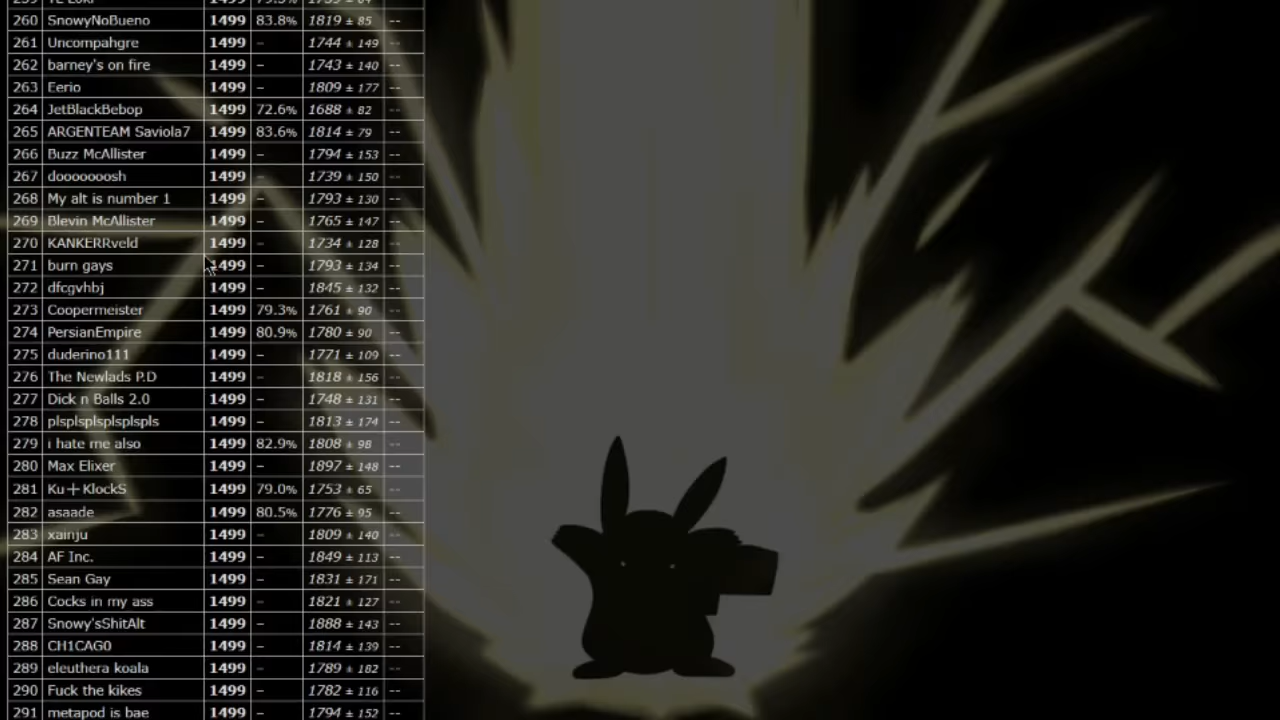 260 SnowyNoBueno 1499 83.8% 1819 ± 85 --
261 Uncompahgre 1499 – 1744 ± 149 --
262 barney's on fire 1499 – 1743 ± 140 --
263 Eerio 1499 – 1809 ± 177 --
264 JetBlackBebop 1499 72.6% 1688 ± 82 --
265 ARGENTEAM Saviola7 1499 83.6% 1814 ± 79 --
266 Buzz McAllister 1499 – 1794 ± 153 --
267 dooooooosh 1499 – 1739 ± 150 --
268 My alt is number 1 1499 – 1793 ± 130 --
269 Blevin McAllister 1499 – 1765 ± 147 --
270 KANKERRveld 1499 – 1734 ± 128 --
271 burn gays 1499 – 1793 ± 134 --
272 dfcgvhbj 1499 – 1845 ± 132 --
273 Coopermeister 1499 79.3% 1761 ± 90 --
274 PersianEmpire 1499 80.9% 1780 ± 90 --
275 duderino111 1499 – 1771 ± 109 --
276 The Newlads P.D 1499 – 1818 ± 156 --
277 Dick n Balls 2.0 1499 – 1748 ± 131 --
278 plsplsplsplsplspls 1499 – 1813 ± 174 --
279 i hate me also 1499 82.9% 1808 ± 98 --
280 Max Elixer 1499 – 1897 ± 148 --
281 Ku＋KlockS 1499 79.0% 1753 ± 65 --
282 asaade 1499 80.5% 1776 ± 95 --
283 xainju 1499 – 1809 ± 140 --
284 AF Inc. 1499 – 1849 ± 113 --
285 Sean Gay 1499 – 1831 ± 171 --
286 Cocks in my ass 1499 – 1821 ± 127 --
287 Snowy'sShitAlt 1499 – 1888 ± 143 --
288 CH1CAG0 1499 – 1814 ± 139 --
289 eleuthera koala 1499 – 1789 ± 182 --
290 Fuck the kikes 1499 – 1782 ± 116 --
291 metapod is bae 1499 – 1794 ± 152 --